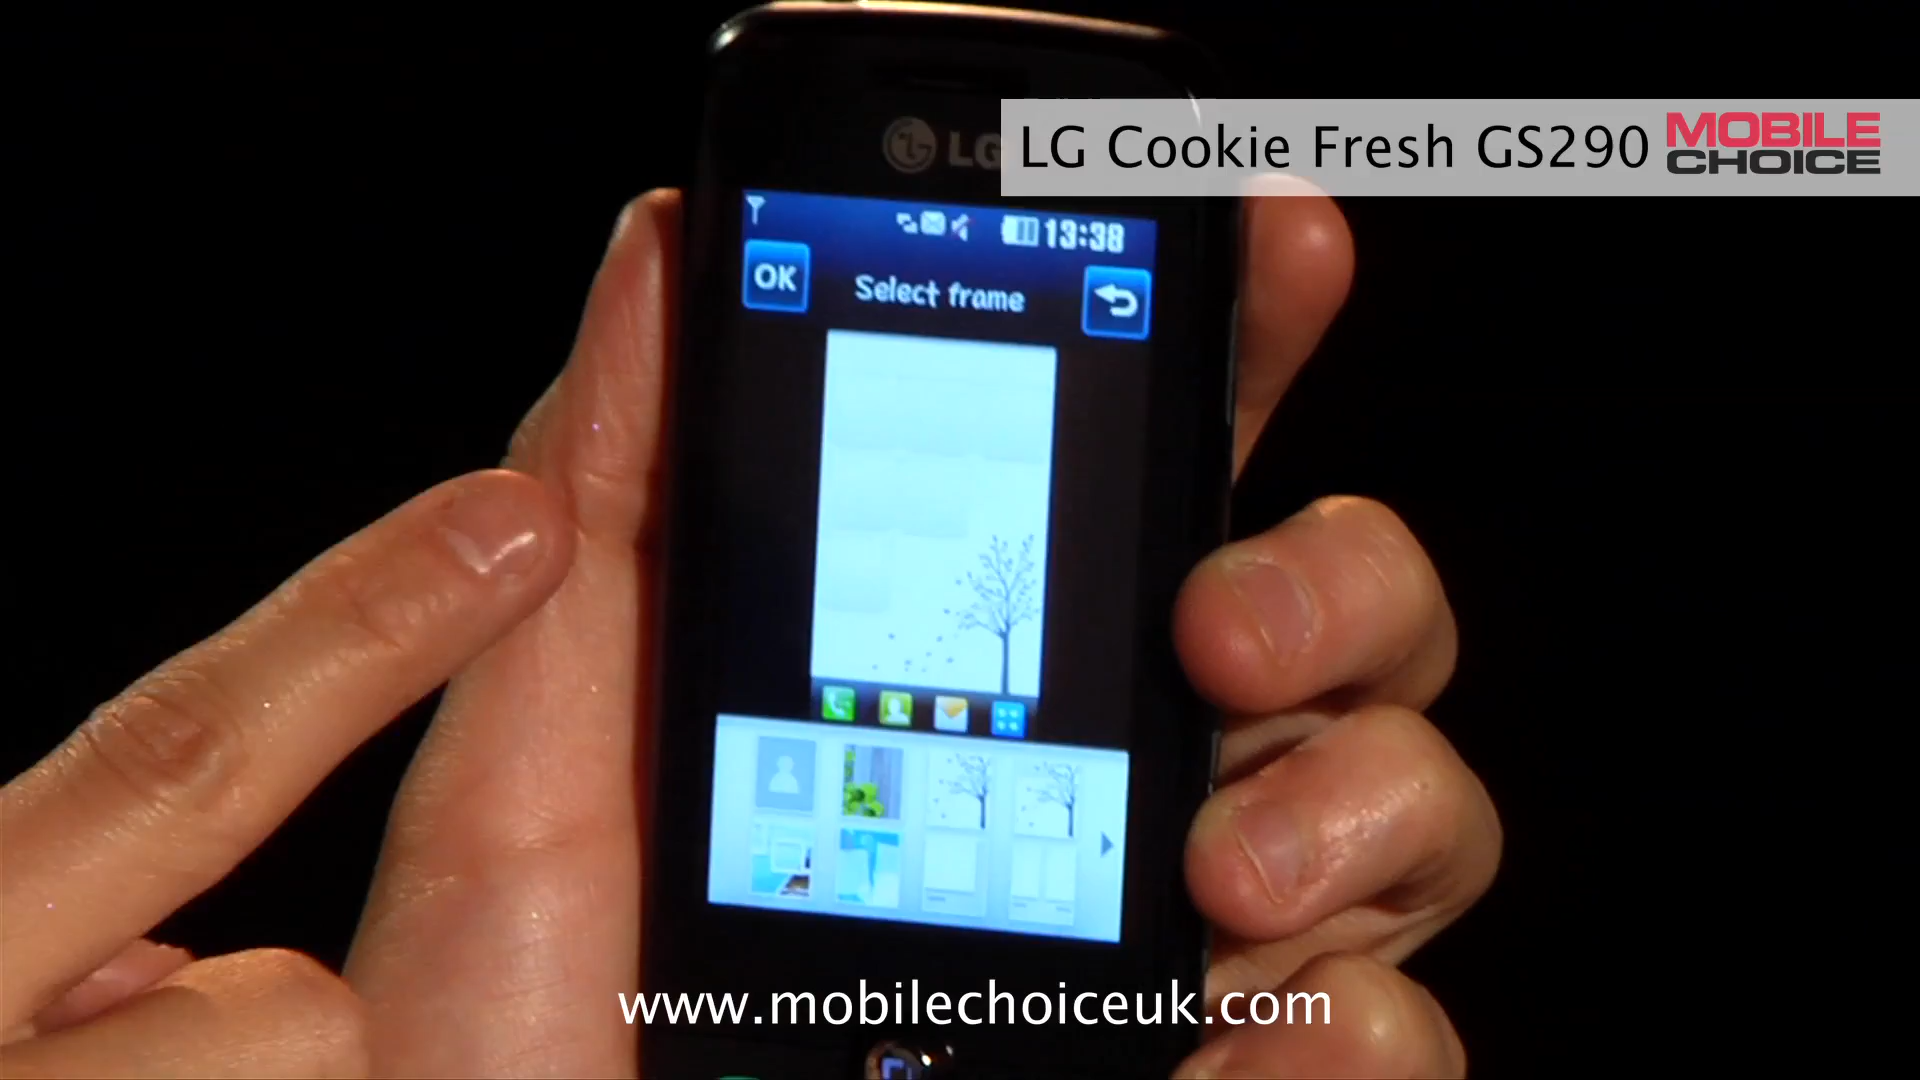 LG
LG Cookie Fresh GS290
MOBILE
CHOICE
13:38
OK
Select frame
www.mobilechoiceuk.com